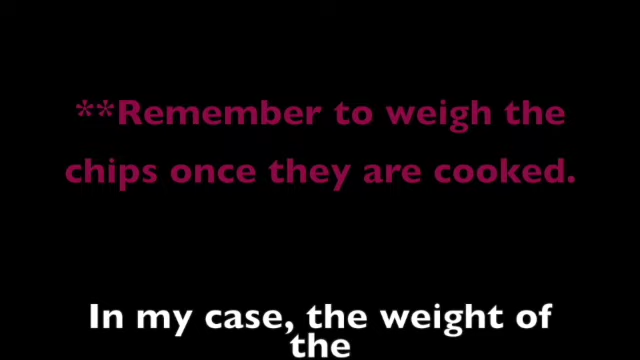 **Remember to weigh the
chips once they are cooked.
In my case, the weight of
the